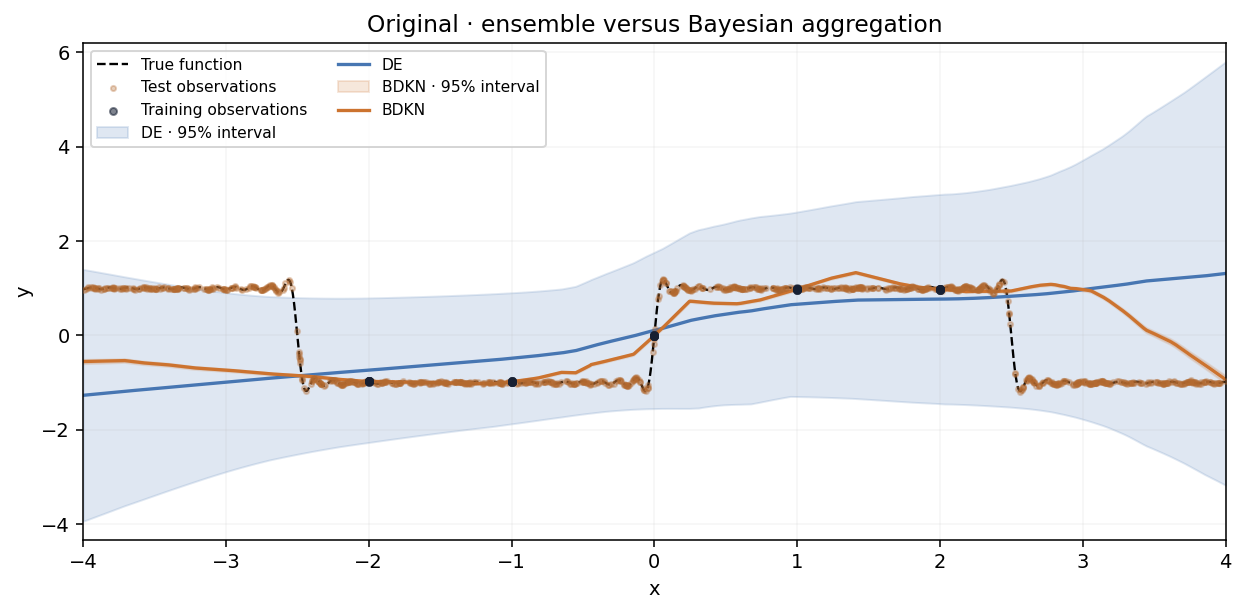 Original · ensemble versus Bayesian aggregation
True function
Test observations
Training observations
DE · 95% interval
DE
BDKN · 95% interval
BDKN
y
6
4
2
0
−2
−4
−4 −3 −2 −1 0 1 2 3 4
x